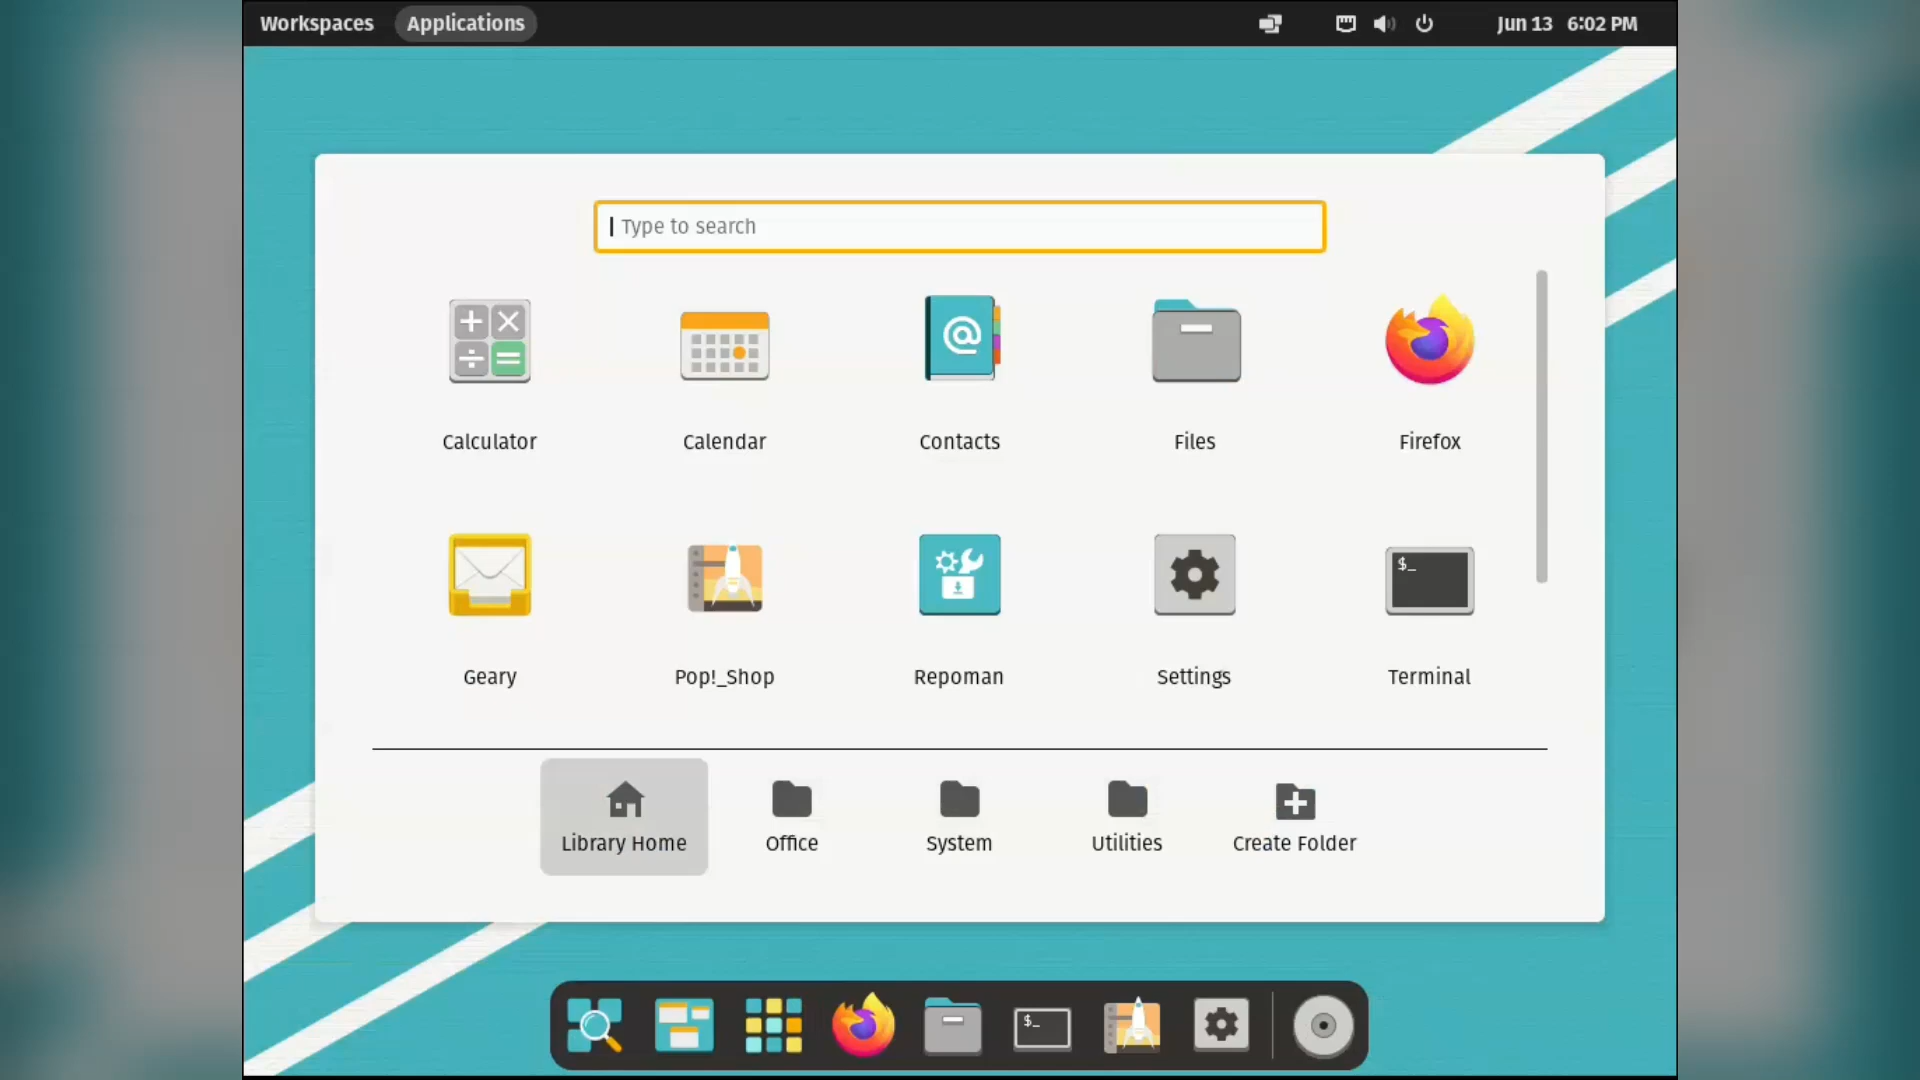 Workspaces Applications Jun 13 6:02 PM
Type to search
Calculator Calendar Contacts Files Firefox
$_
Geary Pop!_Shop Repoman Settings Terminal
Library Home Office System Utilities Create Folder
$_